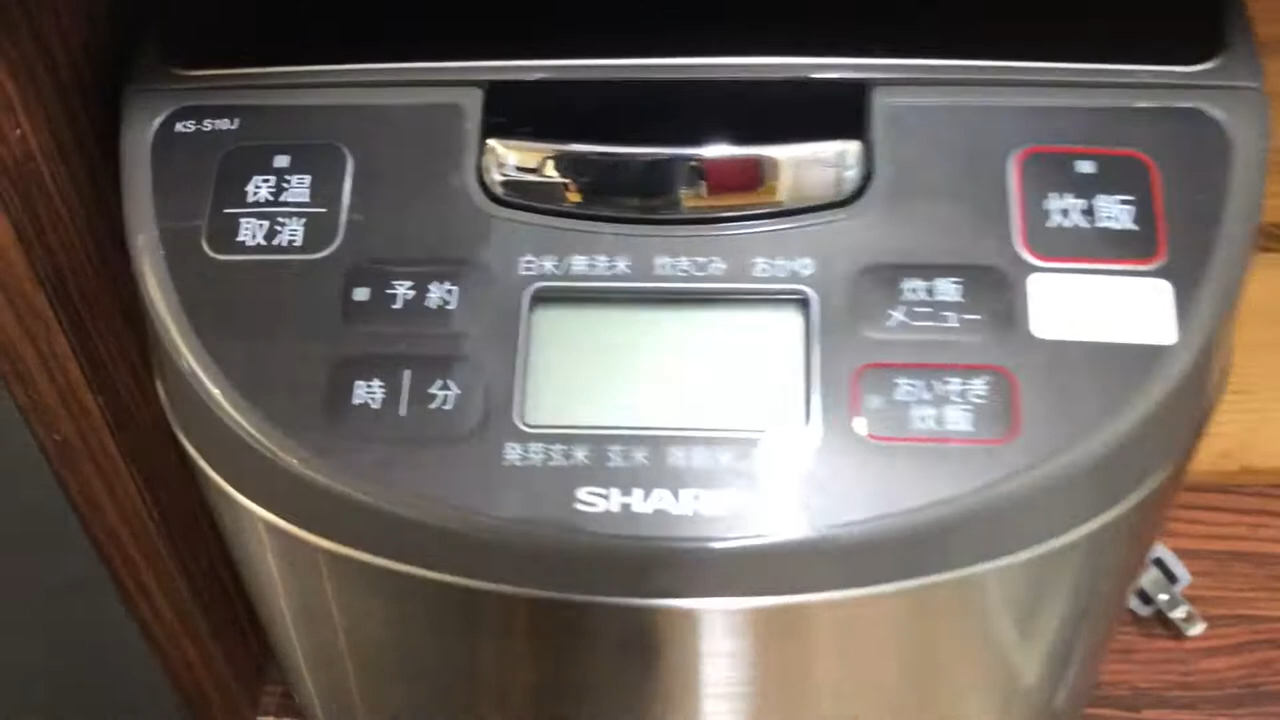 KS-S10J
保温
取消
炊飯
白米/無洗米 炊きこみ おかゆ
予約
炊飯
メニュー
時|分
おいそぎ
炊飯
発芽玄米 玄米
SHARP